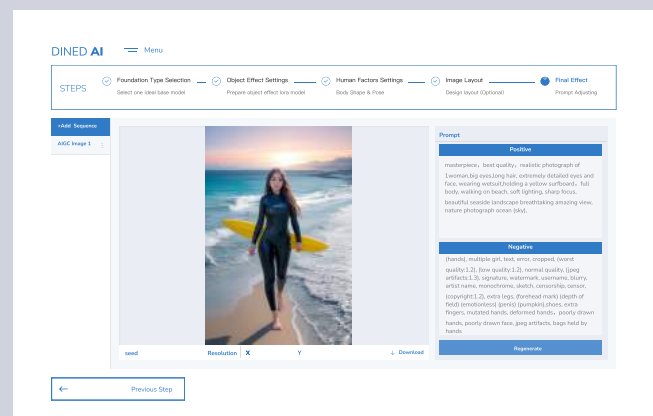 DINED AI
Menu
STEPS
Foundation Type Selection
Select one ideal base model
Object Effect Settings
Prepare object effect lora model
Human Factors Settings
Body Shape & Pose
Image Layout
Design layout (Optional)
Final Effect
Prompt Adjusting
+Add Sequence
AIGC Image 1
Prompt
Positive
masterpiece, best quality, realistic photograph of
1woman,big eyes,long hair, extremely detailed eyes and
face, wearing wetsuit,holding a yellow surfboard, full
body, walking on beach, soft lighting, sharp focus,
beautiful seaside landscape breathtaking amazing view,
nature photograph ocean (sky),
Negative
(hands), multiple girl, text, error, cropped, (worst
quality:1.2), (low quality:1.2), normal quality, (jpeg
artifacts:1.3), signature, watermark, username, blurry,
artist name, monochrome, sketch, censorship, censor,
(copyright:1.2), extra legs, (forehead mark) (depth of
field) (emotionless) (penis) (pumpkin),shoes, extra
fingers, mutated hands, deformed hands, poorly drawn
hands, poorly drawn face, jpeg artifacts, bags held by
hands
Regenerate
seed
Resolution
X
Y
↓ Download
← Previous Step